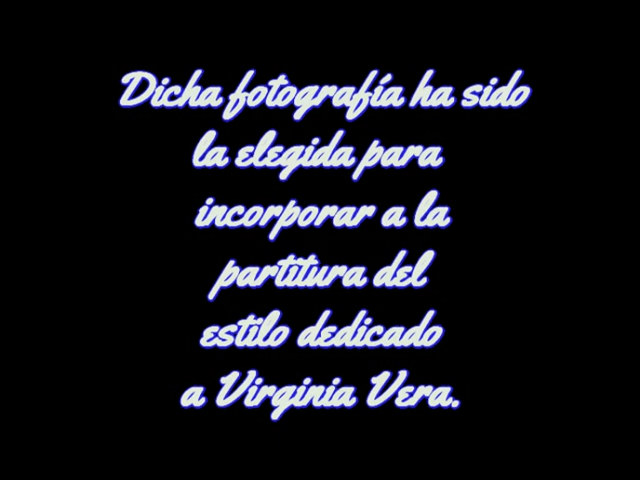 Dicha fotografía ha sido
la elegida para
incorporar a la
partitura del
estilo dedicado
a Virginia Vera.